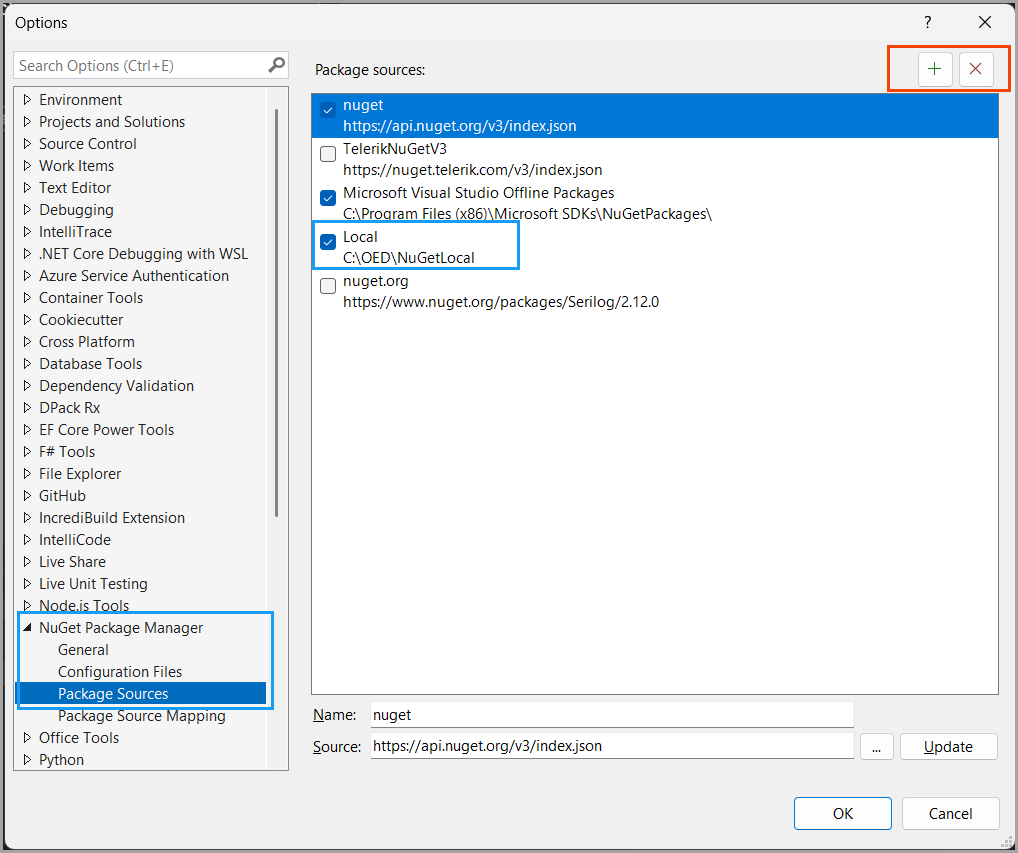 Options
?
Search Options (Ctrl+E)
Package sources:
Environment
Projects and Solutions
Source Control
Work Items
Text Editor
Debugging
IntelliTrace
.NET Core Debugging with WSL
Azure Service Authentication
Container Tools
Cookiecutter
Cross Platform
Database Tools
Dependency Validation
DPack Rx
EF Core Power Tools
F# Tools
File Explorer
GitHub
IncrediBuild Extension
IntelliCode
Live Share
Live Unit Testing
Node.js Tools
NuGet Package Manager
General
Configuration Files
Package Sources
Package Source Mapping
Office Tools
Python
nuget
https://api.nuget.org/v3/index.json
TelerikNuGetV3
https://nuget.telerik.com/v3/index.json
Microsoft Visual Studio Offline Packages
C:\Program Files (x86)\Microsoft SDKs\NuGetPackages\
Local
C:\OED\NuGetLocal
nuget.org
https://www.nuget.org/packages/Serilog/2.12.0
Name: nuget
Source: https://api.nuget.org/v3/index.json ... Update
OK Cancel